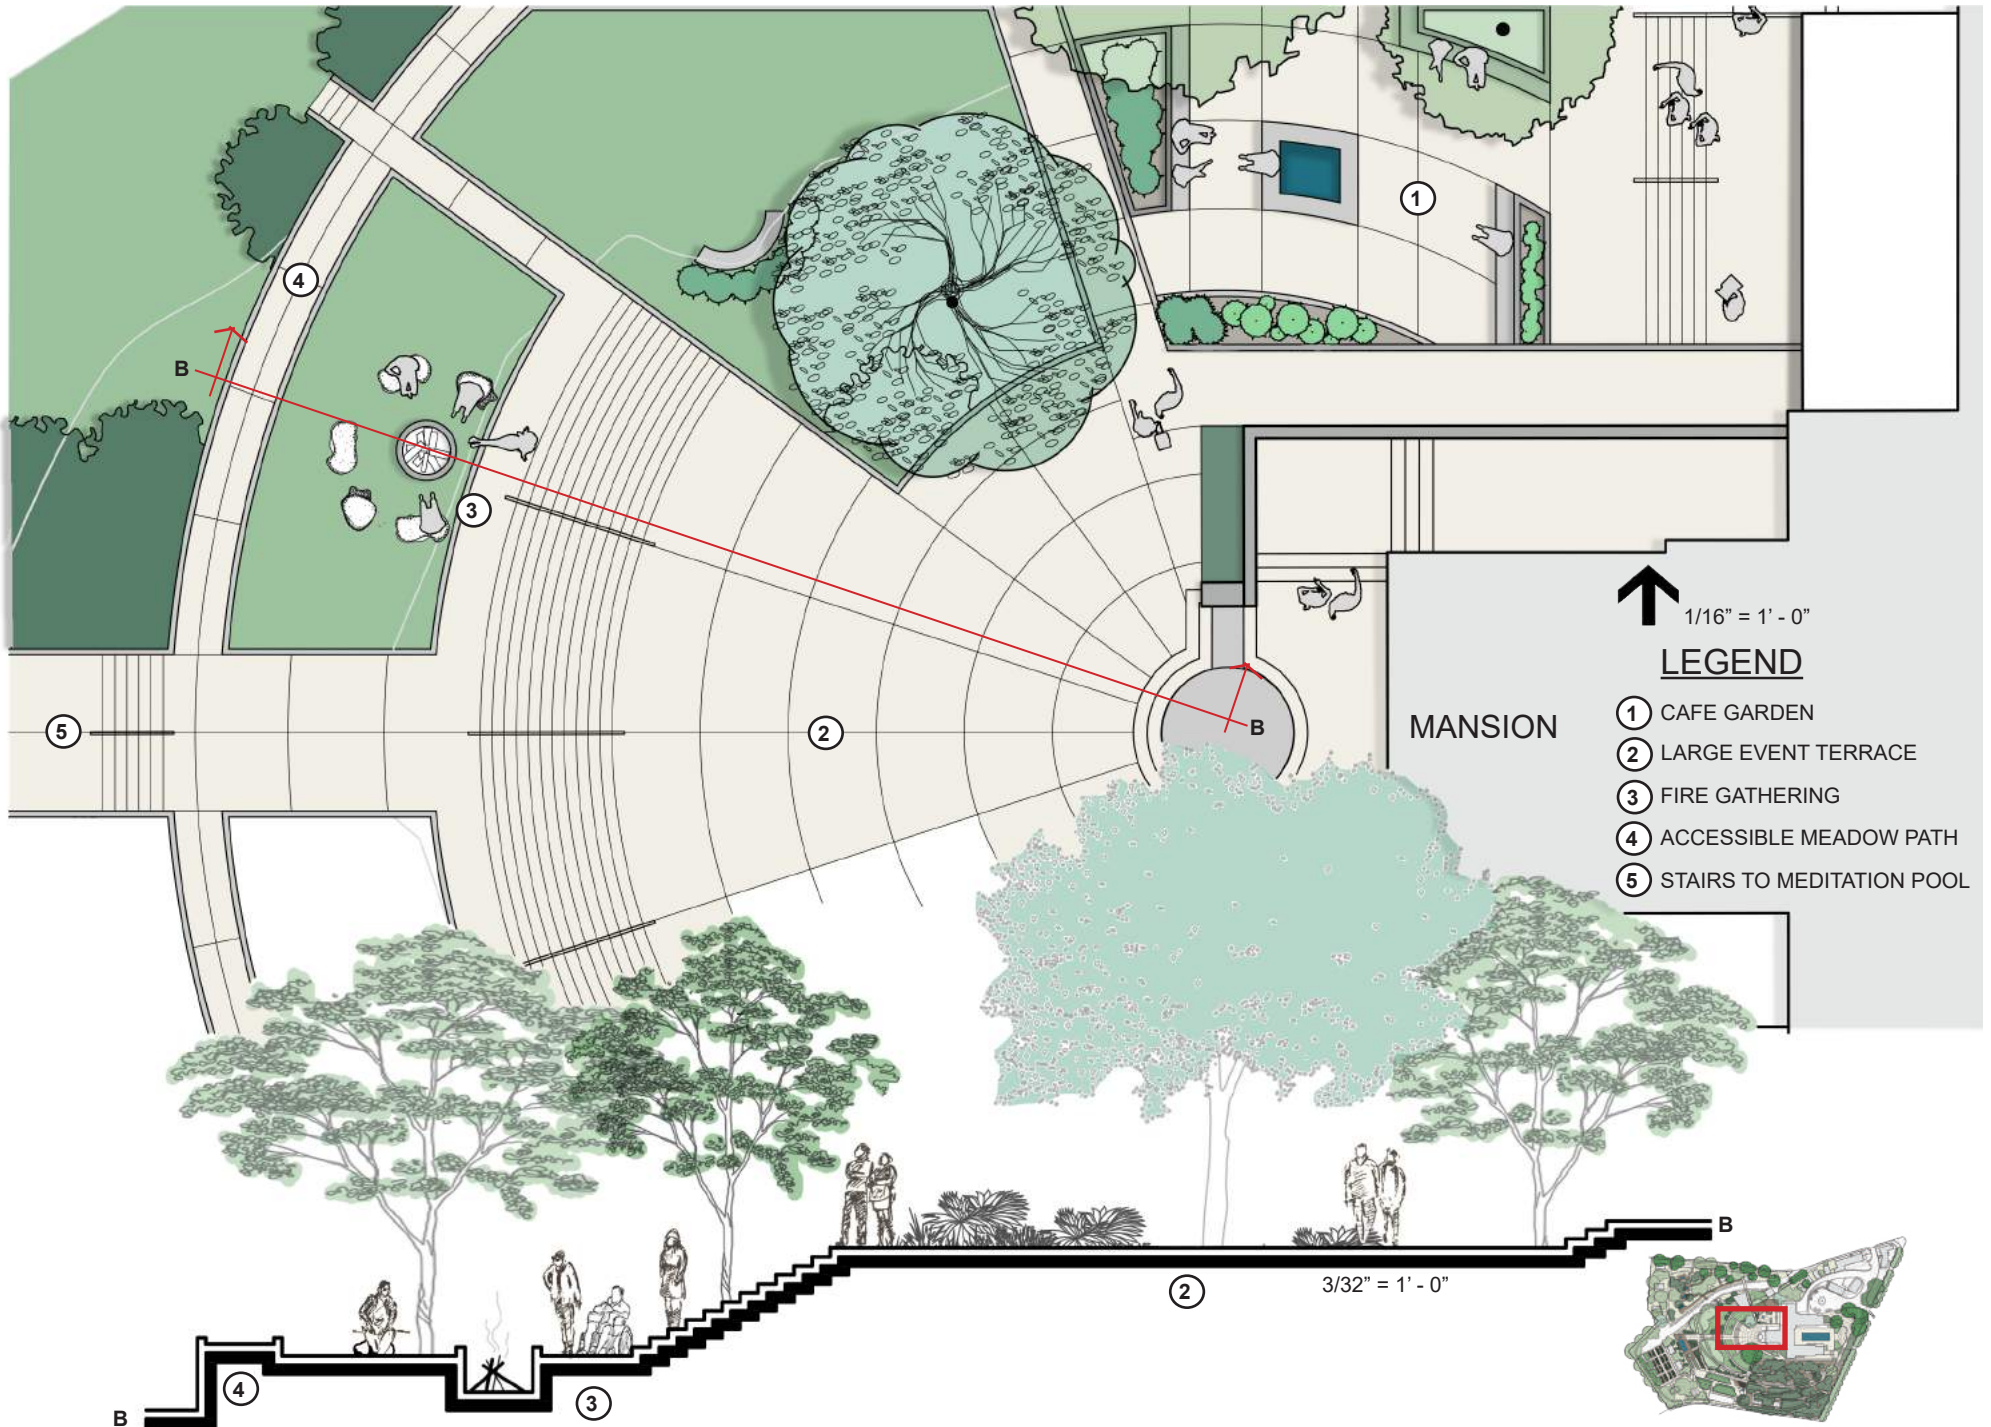 1
4
B
3
1/16” = 1’ - 0”
LEGEND
1 CAFE GARDEN
2 LARGE EVENT TERRACE
3 FIRE GATHERING
4 ACCESSIBLE MEADOW PATH
5 STAIRS TO MEDITATION POOL
MANSION
5
2
B
B
2
3/32” = 1’ - 0”
4
3
B